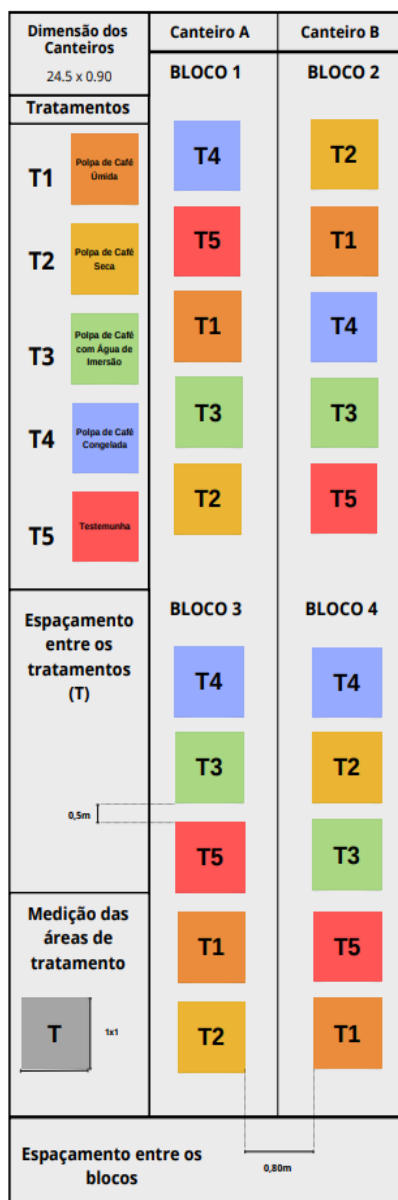 Dimensão dos
Canteiros
24.5 x 0.90
Canteiro A
Canteiro B
Tratamentos
T1
Polpa de Café
Úmida
T2
Polpa de Café
Seca
T3
Polpa de Café
com Água de
Imersão
T4
Polpa de Café
Congelada
T5
Testemunha
BLOCO 1
T4
T5
T1
T3
T2
BLOCO 2
T2
T1
T4
T3
T5
Espaçamento
entre os
tratamentos
(T)
0,5m
BLOCO 3
T4
T3
T5
T1
T2
BLOCO 4
T4
T2
T3
T5
T1
Medição das
áreas de
tratamento
T
1x1
Espaçamento entre os
blocos
0,80m